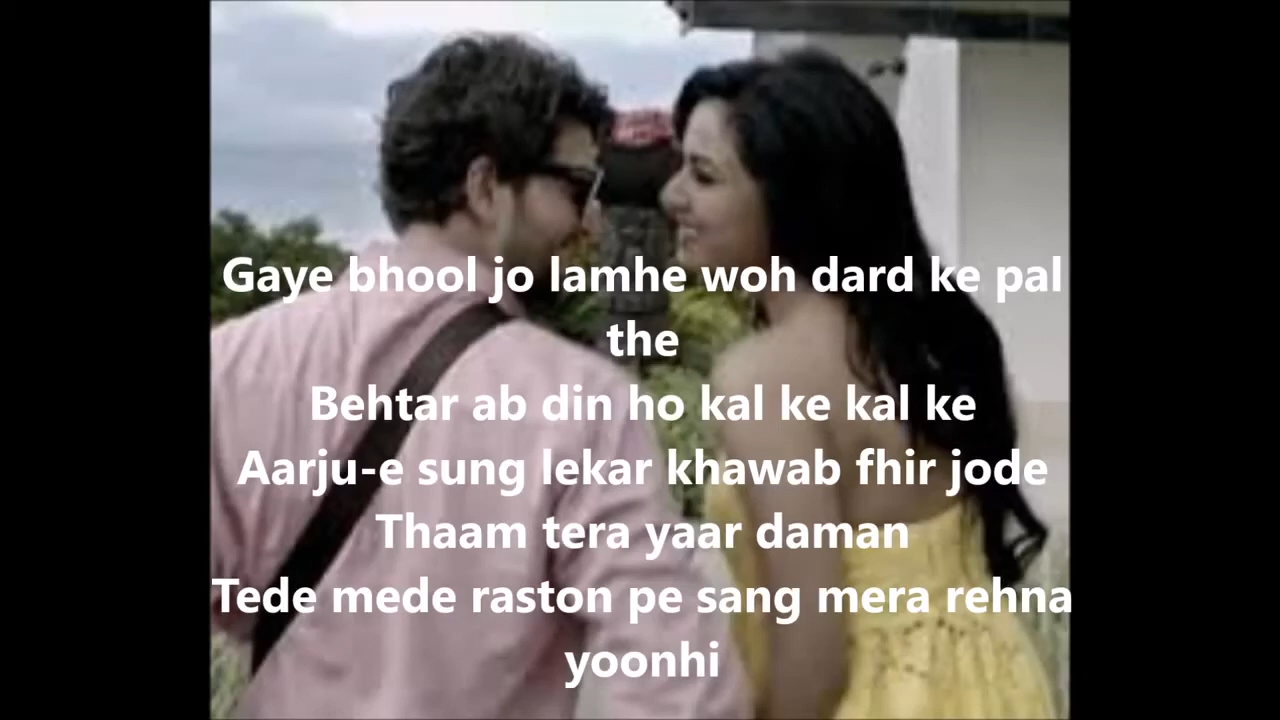 Gaye bhool jo lamhe woh dard ke pal
the
Behtar ab din ho kal ke kal ke
Aarju-e sung lekar khawab fhir jode
Thaam tera yaar daman
Tede mede raston pe sang mera rehna
yoonhi